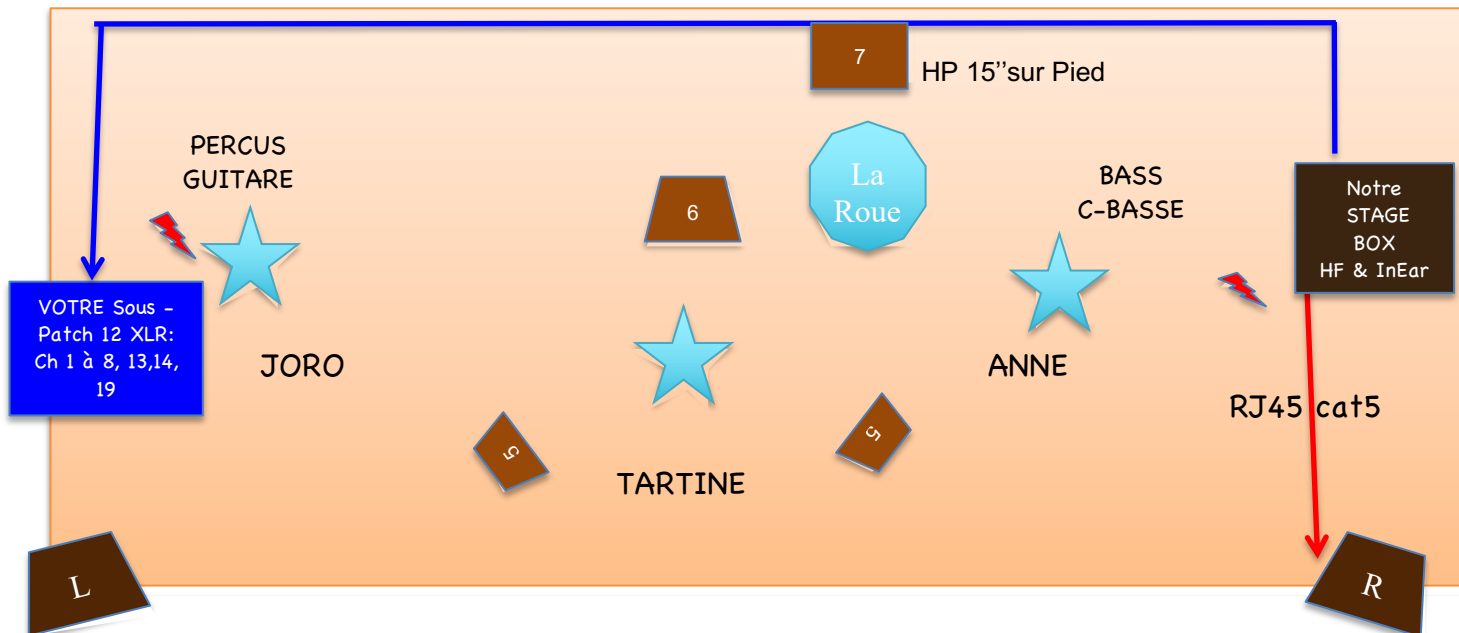 7
HP 15’’sur Pied
PERCUS
GUITARE
6
La
Roue
BASS
C-BASSE
Notre
STAGE
BOX
HF & InEar
VOTRE Sous –
Patch 12 XLR:
Ch 1 à 8, 13,14,
19
JORO
ANNE
RJ45 cat5
5
5
TARTINE
L
R